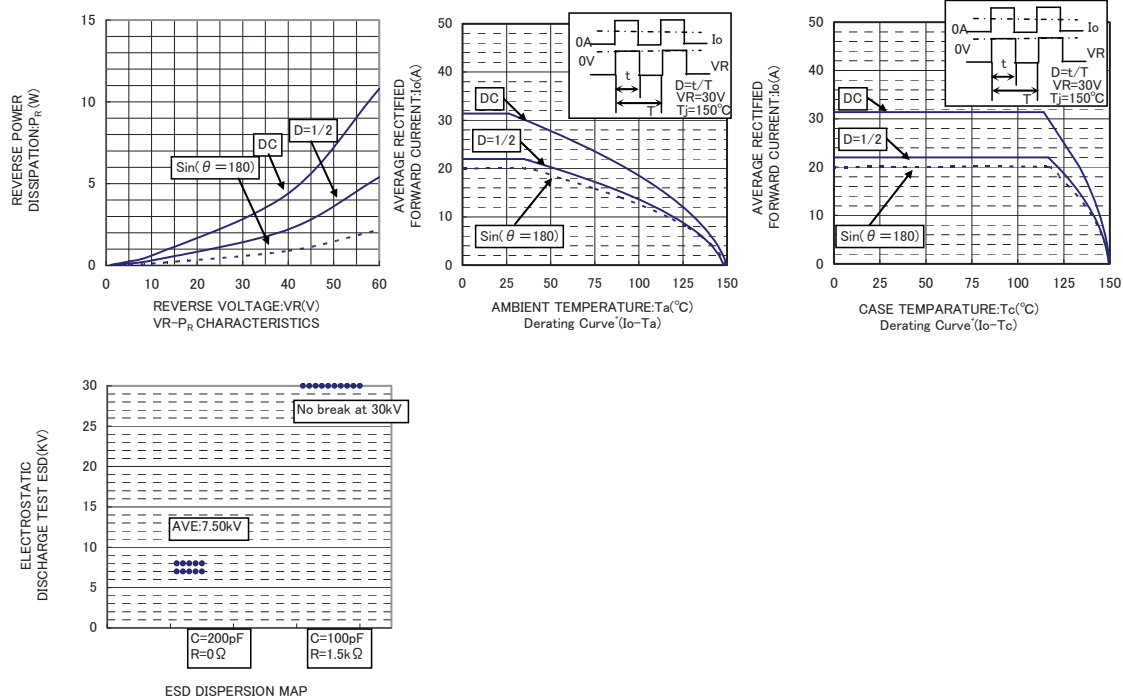 REVERSE POWER
DISSIPATION:PR(W)
15
10
5
0
0 10 20 30 40 50 60
DC
D=1/2
Sin(θ=180)
REVERSE VOLTAGE:VR(V)
VR-PR CHARACTERISTICS
AVERAGE RECTIFIED
FORWARD CURRENT:Io(A)
50
40
30
20
10
0
0 25 50 75 100 125 150
DC
D=1/2
Sin(θ=180)
0A
Io
0V
VR
t
T
D=t/T
VR=30V
Tj=150°C
AMBIENT TEMPERATURE:Ta(°C)
Derating Curve゛(Io-Ta)
AVERAGE RECTIFIED
FORWARD CURRENT:Io(A)
50
40
30
20
10
0
0 25 50 75 100 125 150
DC
D=1/2
Sin(θ=180)
0A
Io
0V
VR
t
T
D=t/T
VR=30V
Tj=150°C
CASE TEMPARATURE:Tc(°C)
Derating Curve゛(Io-Tc)
ELECTROSTATIC
DISCHARGE TEST ESD(KV)
30
25
20
15
10
5
0
No break at 30kV
AVE:7.50kV
C=200pF
R=0Ω
C=100pF
R=1.5kΩ
ESD DISPERSION MAP